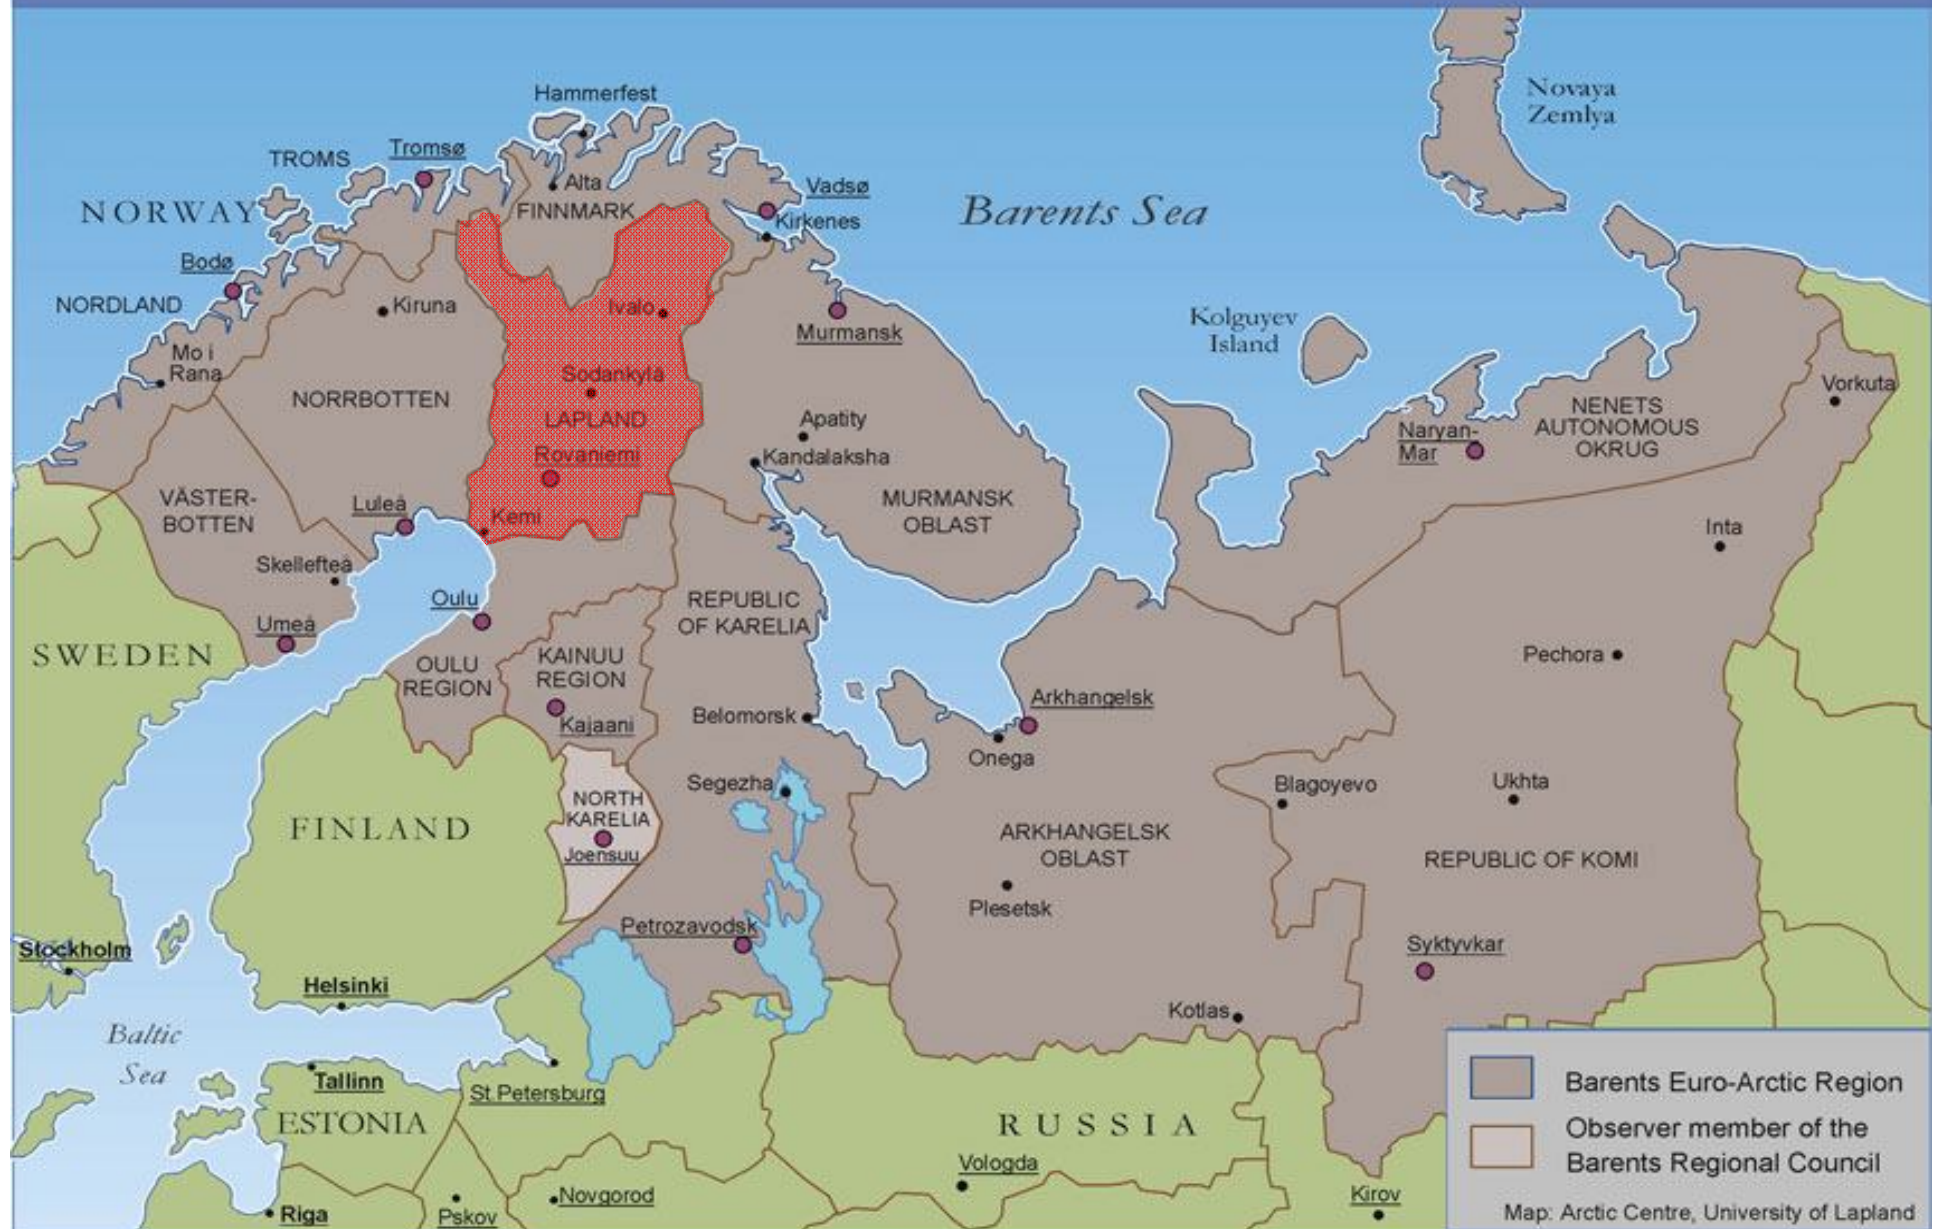 Hammerfest
Novaya
Zemlya
TROMS
Tromsø
Alta
Vadsø
NORWAY
FINNMARK
Barents Sea
Kirkenes
Bodø
NORDLAND
Kiruna
Ivalo
Murmansk
Kolguyev
Island
Mo i
Rana
Sodankylä
NORRBOTTEN
LAPLAND
Apatity
Vorkuta
NENETS
AUTONOMOUS
OKRUG
Naryan-
Mar
Rovaniemi
Kandalaksha
VÄSTER-
BOTTEN
Luleå
Kemi
MURMANSK
OBLAST
Inta
Skellefteå
Oulu
REPUBLIC
OF KARELIA
Umeå
SWEDEN
OULU
REGION
KAINUU
REGION
Pechora
Arkhangelsk
Belomorsk
Kajaani
Onega
Segezha
Blagoyevo
Ukhta
NORTH
KARELIA
FINLAND
Joensuu
ARKHANGELSK
OBLAST
REPUBLIC OF KOMI
Plesetsk
Petrozavodsk
Syktyvkar
Stockholm
Helsinki
Kotlas
Baltic
Sea
Tallinn
St.Petersburg
ESTONIA
RUSSIA
Barents Euro-Arctic Region
Observer member of the
Barents Regional Council
Vologda
Novgorod
Kirov
Riga
Pskov
Map: Arctic Centre, University of Lapland